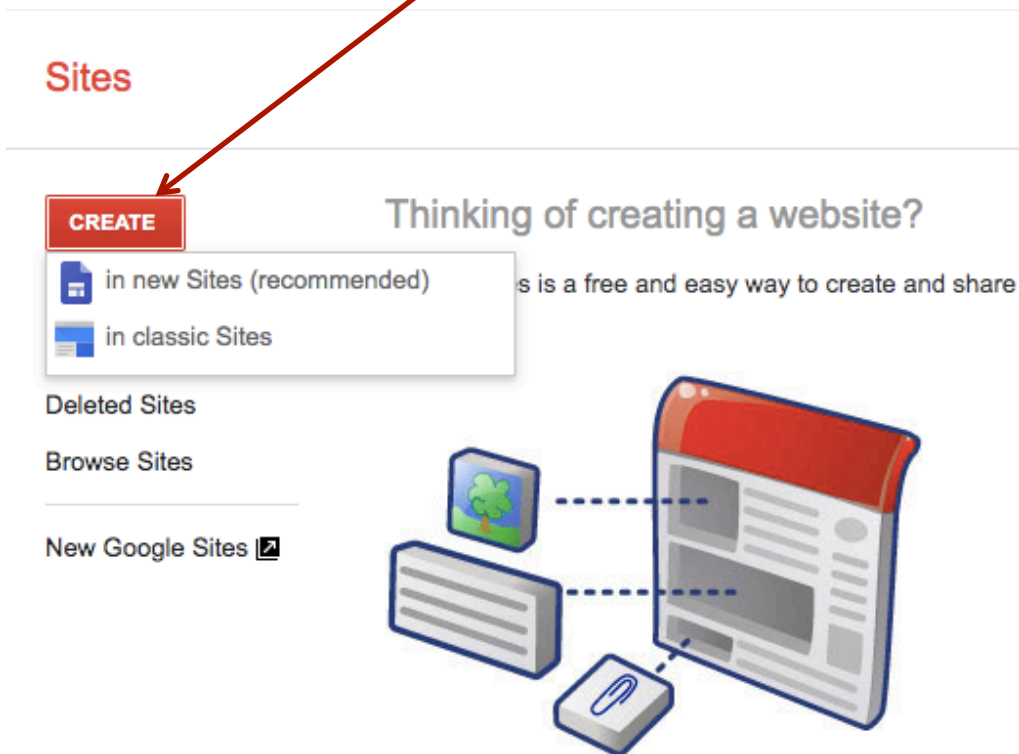 Sites
CREATE
Thinking of creating a website?
in new Sites (recommended)
s is a free and easy way to create and share
in classic Sites
Deleted Sites
Browse Sites
New Google Sites